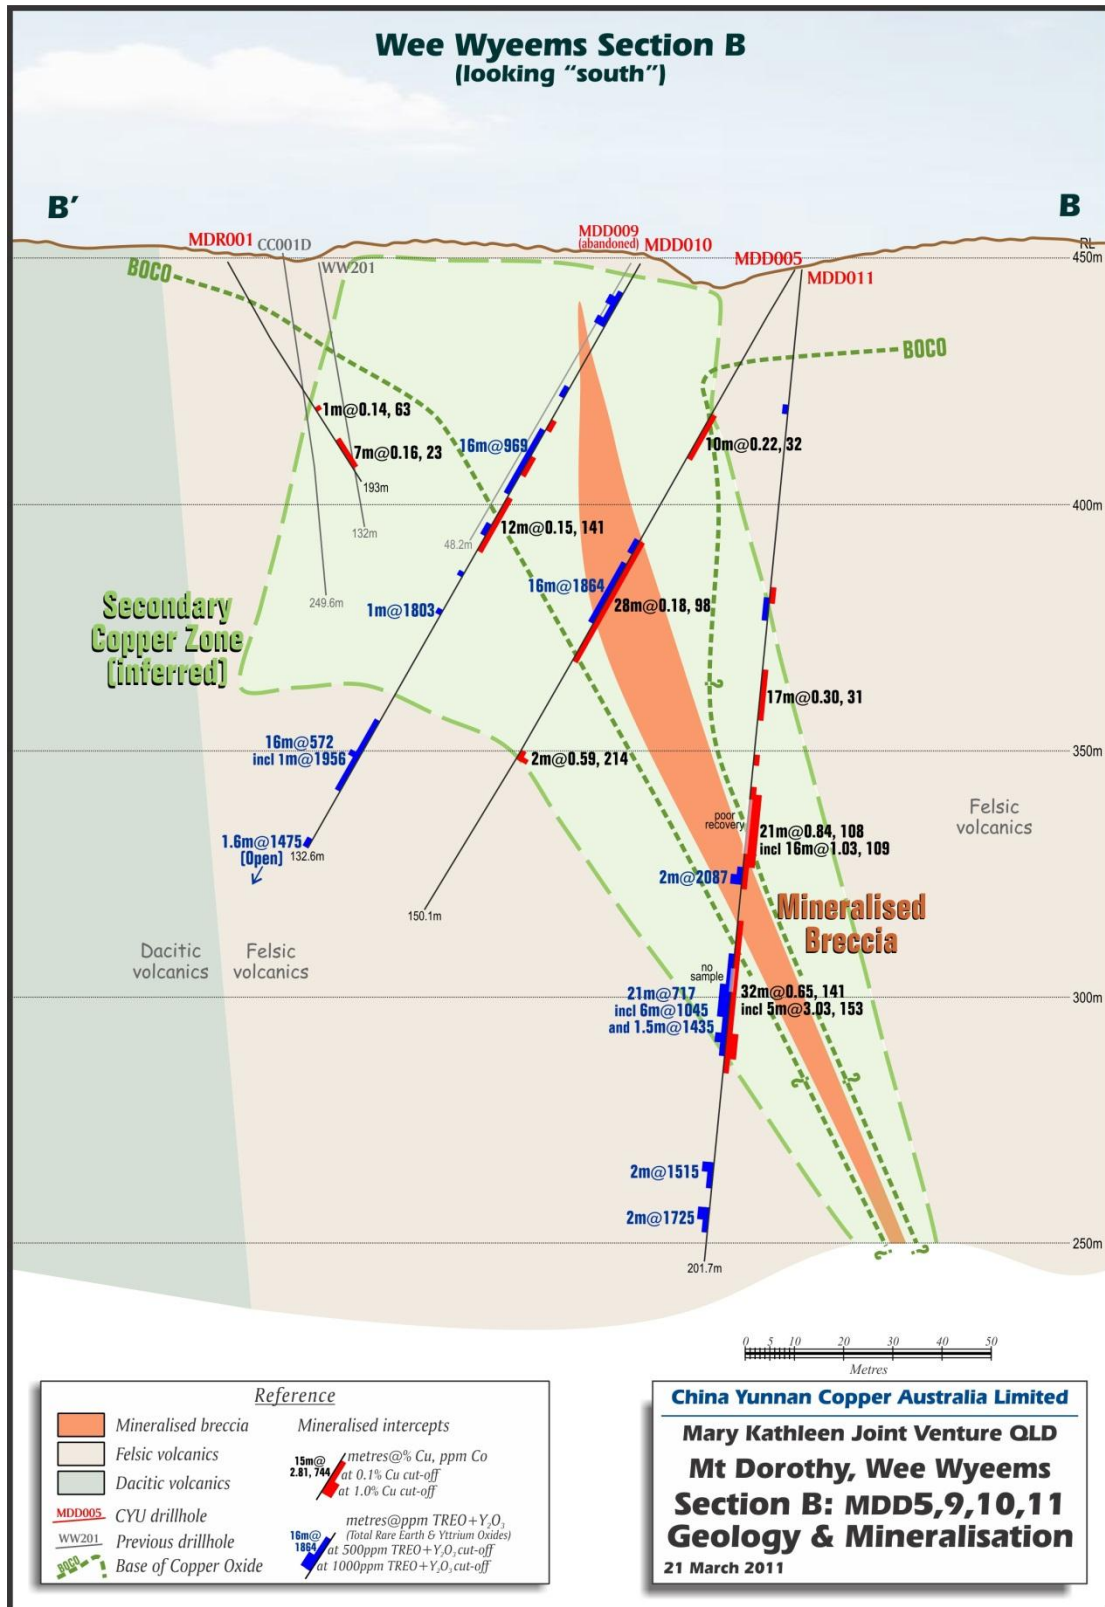 Wee Wyeems Section B
(looking "south")
B'
B
MDR001
CC001D
WW201
MDD009
(abandoned)
MDD010
MDD005
MDD011
RL
450m
BOCO
BOCO
1m@0.14, 63
7m@0.16, 23
193m
132m
249.6m
16m@969
10m@0.22, 32
400m
12m@0.15, 141
48.2m
16m@1864
28m@0.18, 98
1m@1803
Secondary
Copper Zone
(inferred)
?
17m@0.30, 31
16m@572
incl 1m@1956
2m@0.59, 214
350m
poor
recovery
21m@0.84, 108
incl 16m@1.03, 109
Felsic
volcanics
1.6m@1475
(Open)
132.6m
2m@2087
150.1m
Mineralised
Breccia
Dacitic
volcanics
Felsic
volcanics
no
sample
21m@717
incl 6m@1045
and 1.5m@1435
32m@0.65, 141
incl 5m@3.03, 153
300m
?
?
2m@1515
2m@1725
201.7m
?
?
250m
0 5 10 20 30 40 50
Metres
Reference
Mineralised breccia
Felsic volcanics
Dacitic volcanics
MDD005
CYU drillhole
WW201
Previous drillhole
BOCO
Base of Copper Oxide
Mineralised intercepts
15m@
2.81, 744
metres@% Cu, ppm Co
at 0.1% Cu cut-off
at 1.0% Cu cut-off
16m@
1864
metres@ppm TREO+Y₂O₃
(Total Rare Earth & Yttrium Oxides)
at 500ppm TREO+Y₂O₃ cut-off
at 1000ppm TREO+Y₂O₃ cut-off
China Yunnan Copper Australia Limited
Mary Kathleen Joint Venture QLD
Mt Dorothy, Wee Wyeems
Section B: MDD5,9,10,11
Geology & Mineralisation
21 March 2011